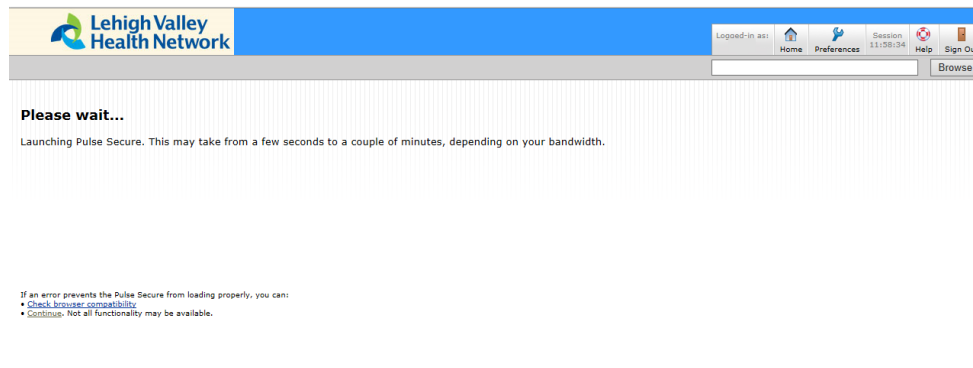 Lehigh Valley
Health Network
Logoed-in as:
Home
Preferences
Session
11:58:34
Help
Sign Ou
Browse
Please wait...
Launching Pulse Secure. This may take from a few seconds to a couple of minutes, depending on your bandwidth.
If an error prevents the Pulse Secure from loading properly, you can:
• Check browser compatibility
• Continue. Not all functionality may be available.